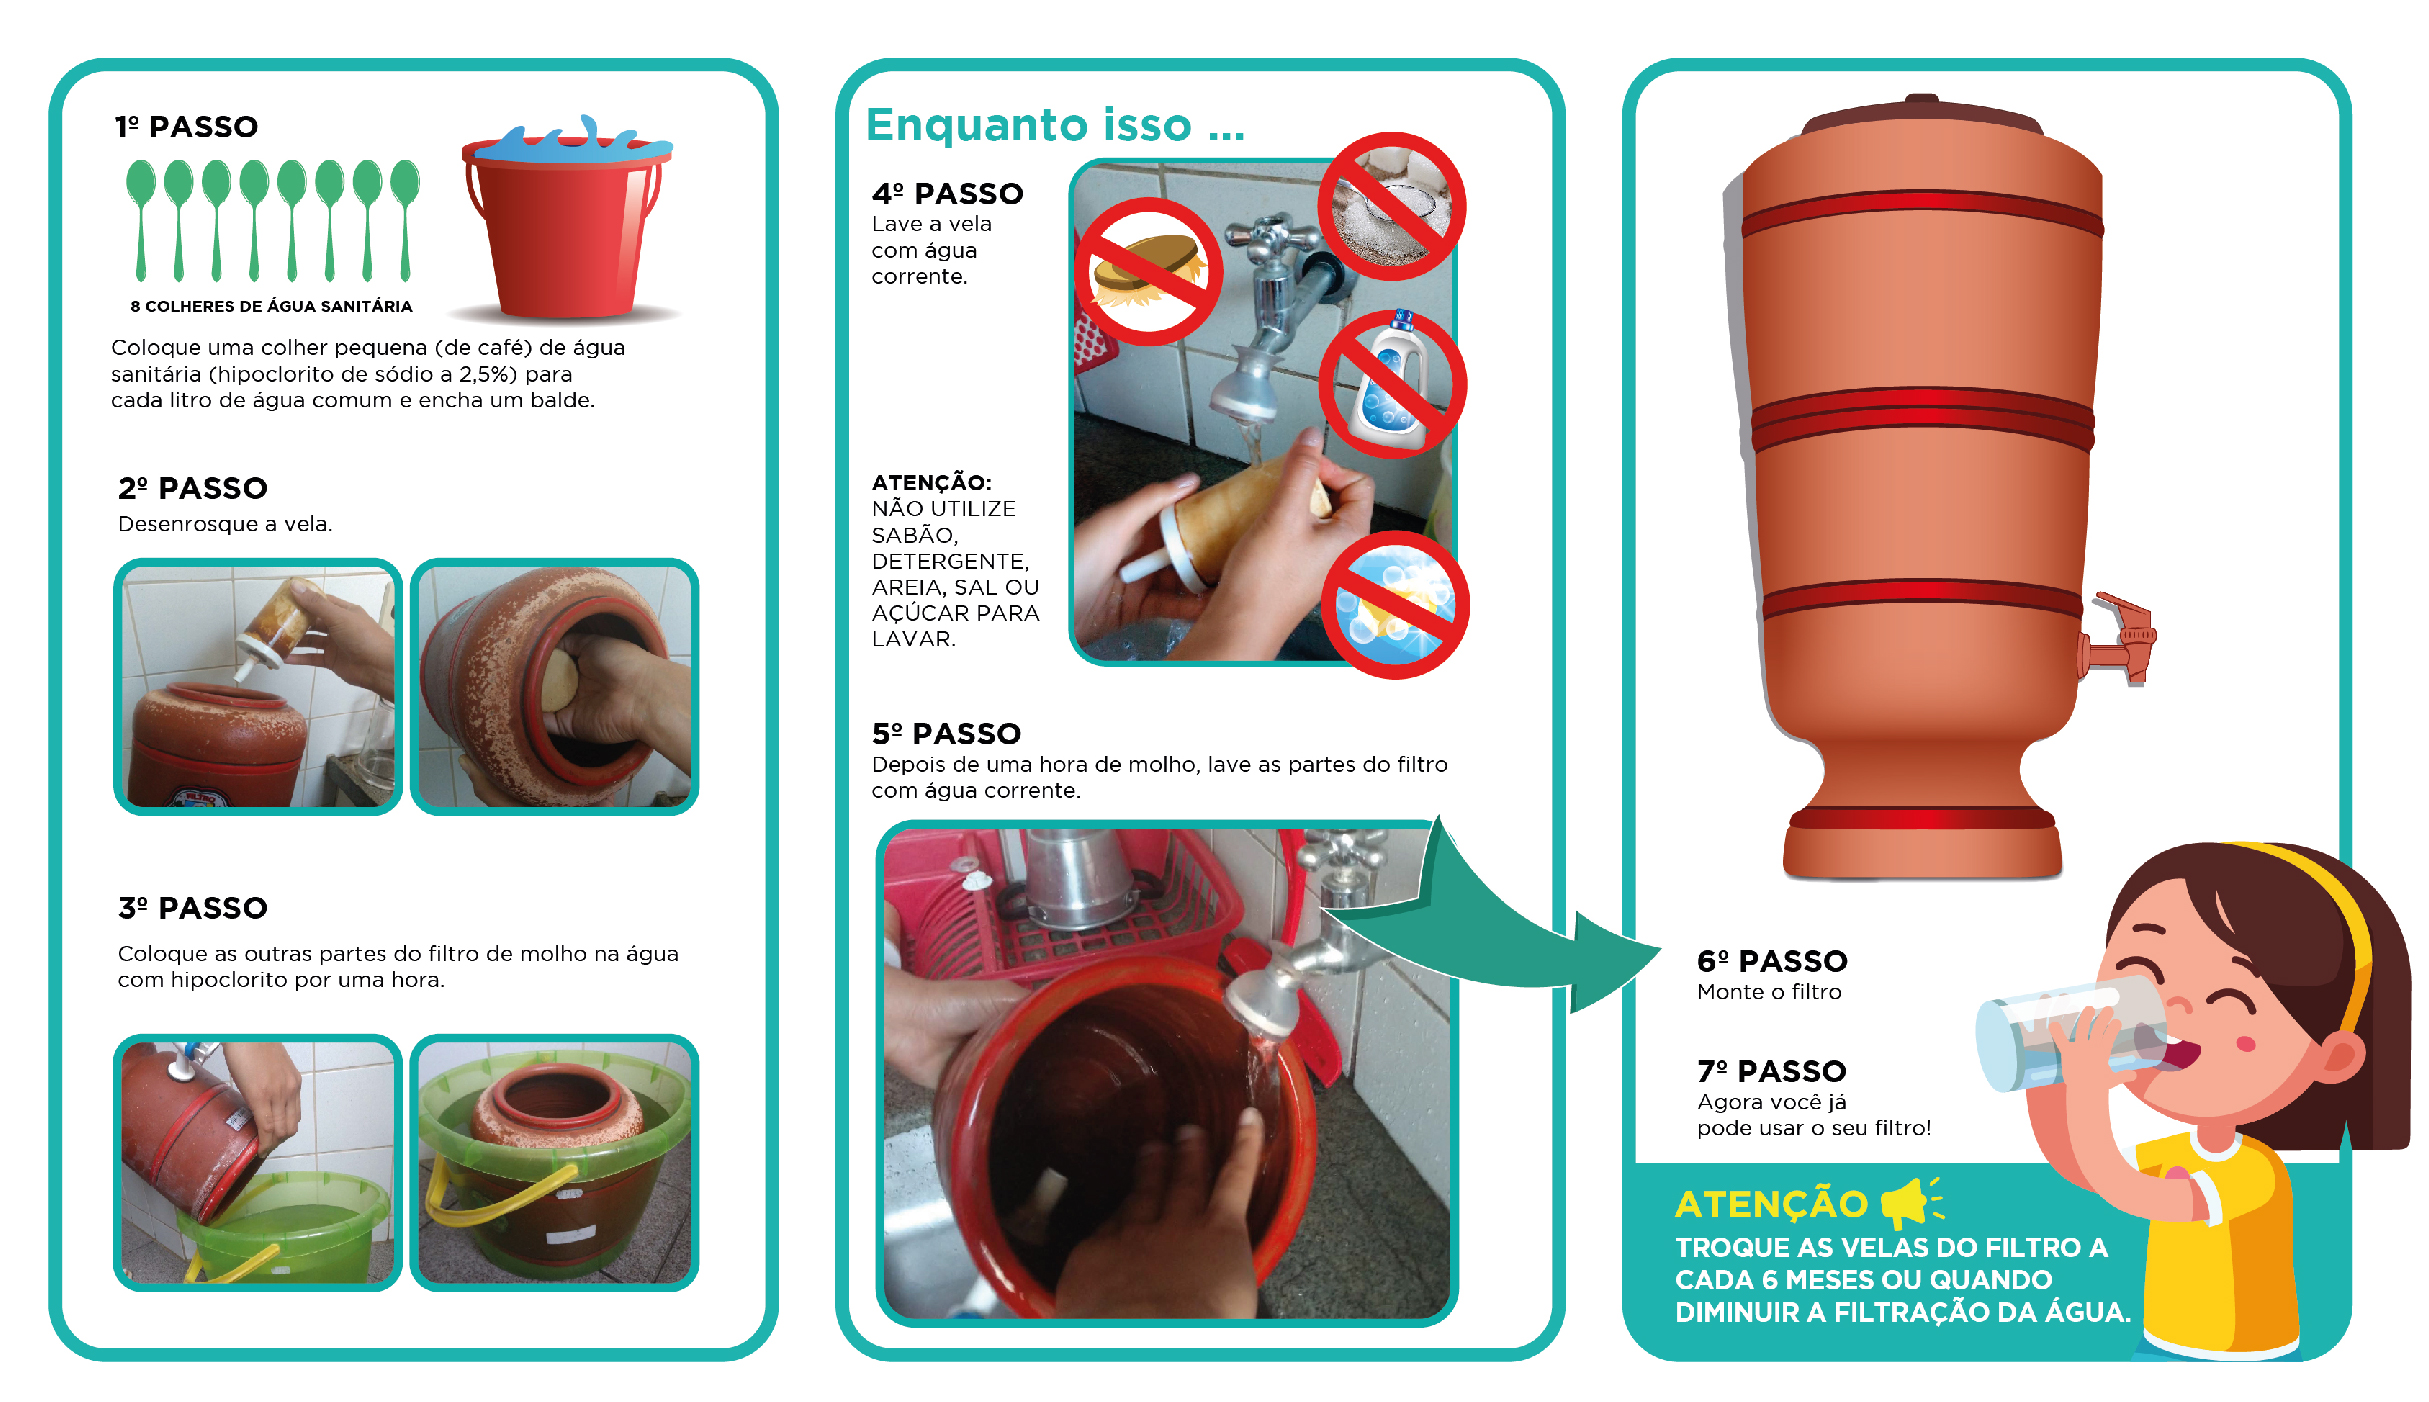 1º PASSO
8 COLHERES DE ÁGUA SANITÁRIA
Coloque uma colher pequena (de café) de água
sanitária (hipoclorito de sódio a 2,5%) para
cada litro de água comum e encha um balde.
2º PASSO
Desenrosque a vela.
3º PASSO
Coloque as outras partes do filtro de molho na água
com hipoclorito por uma hora.
Enquanto isso ...
4º PASSO
Lave a vela
com água
corrente.
ATENÇÃO:
NÃO UTILIZE
SABÃO,
DETERGENTE,
AREIA, SAL OU
AÇÚCAR PARA
LAVAR.
5º PASSO
Depois de uma hora de molho, lave as partes do filtro
com água corrente.
6º PASSO
Monte o filtro
7º PASSO
Agora você já
pode usar o seu filtro!
ATENÇÃO
TROQUE AS VELAS DO FILTRO A
CADA 6 MESES OU QUANDO
DIMINUIR A FILTRAÇÃO DA ÁGUA.